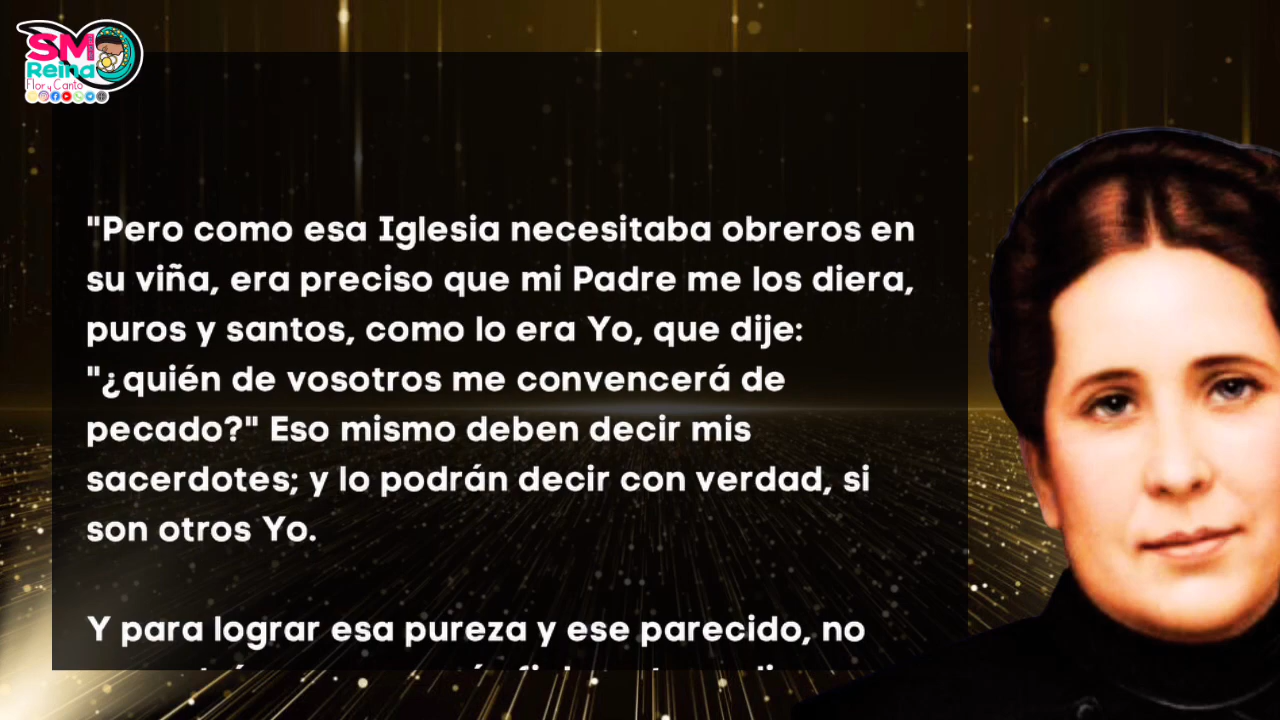 SM
Reina
Flor y Canto
"Pero como esa Iglesia necesitaba obreros en
su viña, era preciso que mi Padre me los diera,
puros y santos, como lo era Yo, que dije:
"¿quién de vosotros me convencerá de
pecado?" Eso mismo deben decir mis
sacerdotes; y lo podrán decir con verdad, si
son otros Yo.
Y para lograr esa pureza y ese parecido, no